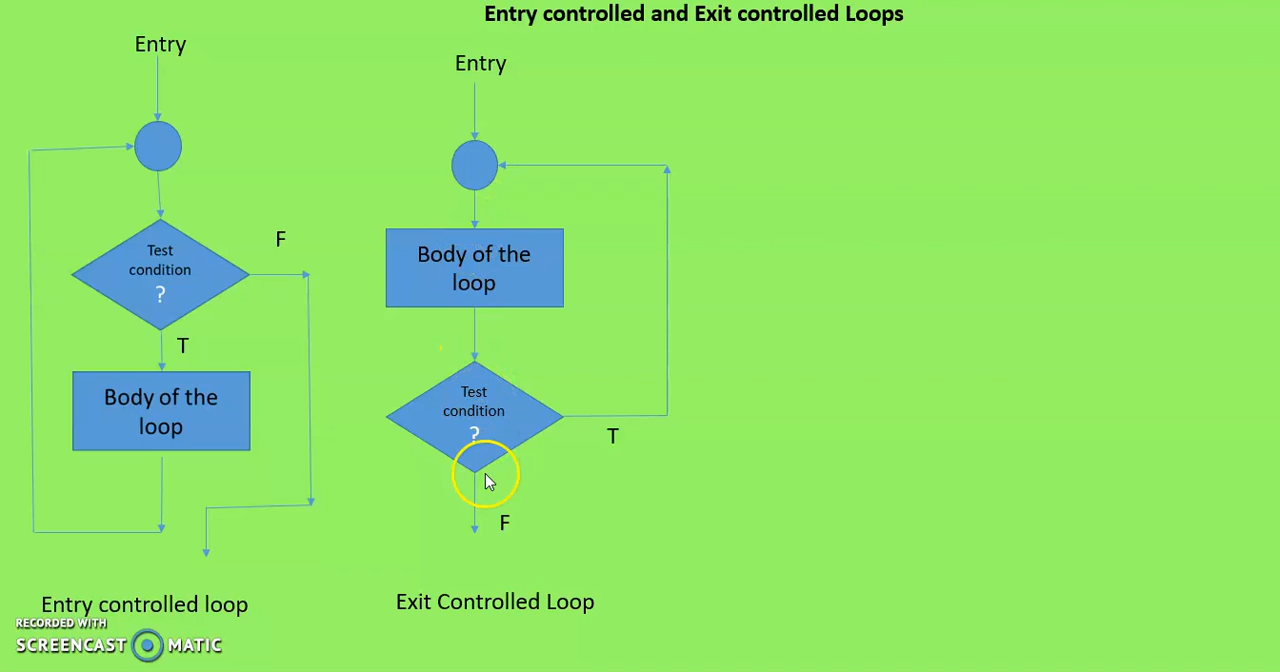 Entry controlled and Exit controlled Loops
Entry
Test
condition
?
F
T
Body of the
loop
Entry controlled loop
Entry
Body of the
loop
Test
condition
?
T
F
Exit Controlled Loop
RECORDED WITH
SCREENCAST MATIC